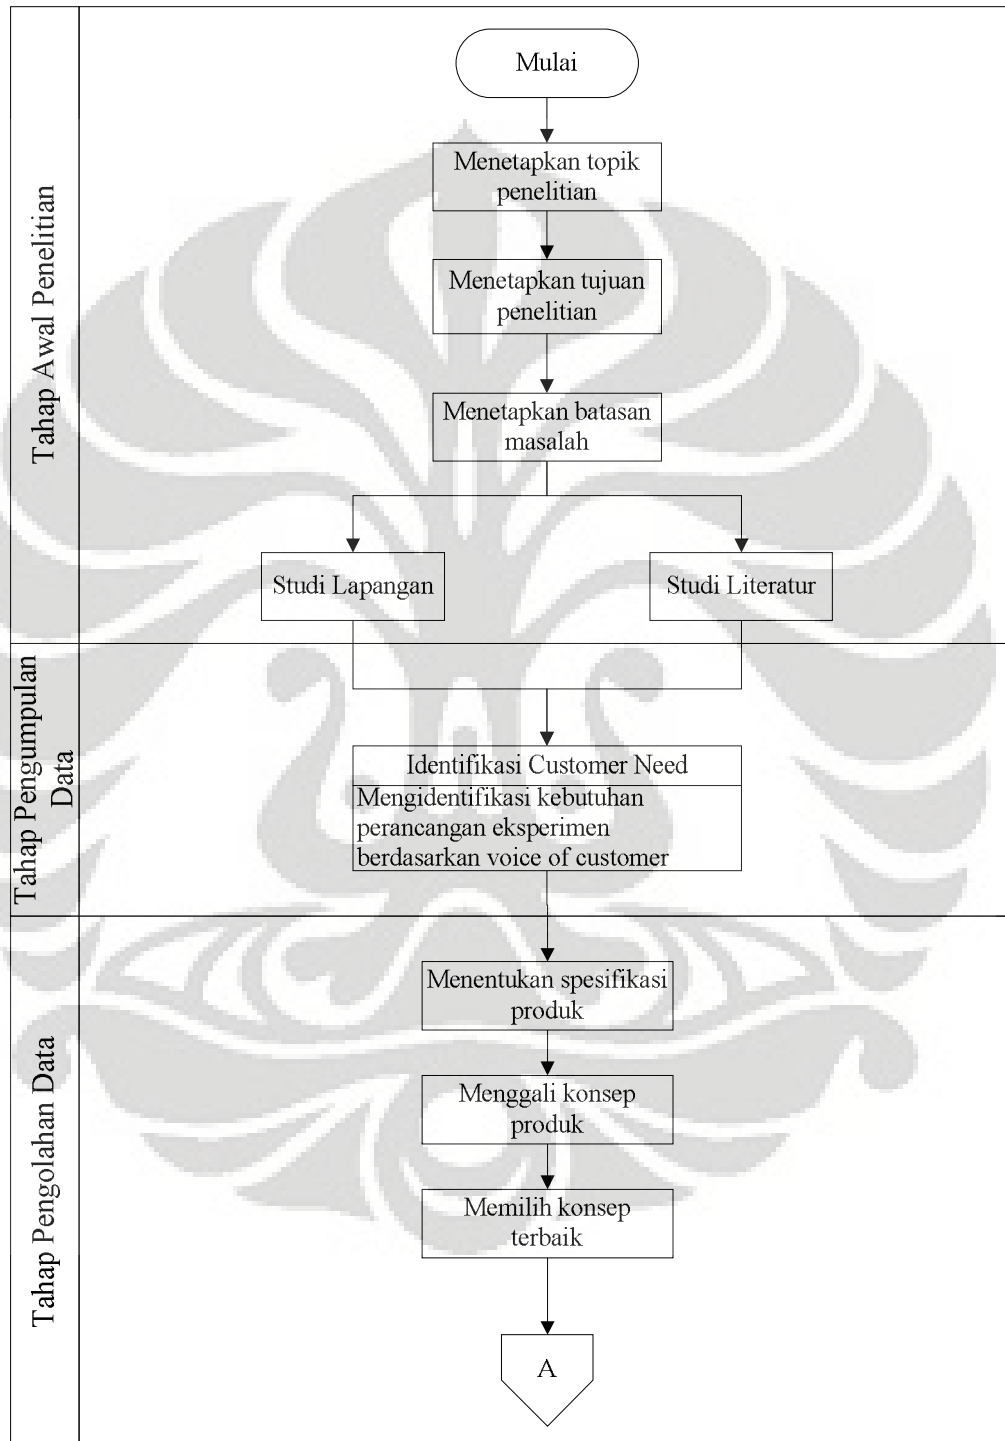 Mulai
Tahap Awal Penelitian
Menetapkan topik
penelitian
Menetapkan tujuan
penelitian
Menetapkan batasan
masalah
Studi Lapangan
Studi Literatur
Tahap Pengumpulan
Data
Identifikasi Customer Need
Mengidentifikasi kebutuhan
perancangan eksperimen
berdasarkan voice of customer
Tahap Pengolahan Data
Menentukan spesifikasi
produk
Menggali konsep
produk
Memilih konsep
terbaik
A